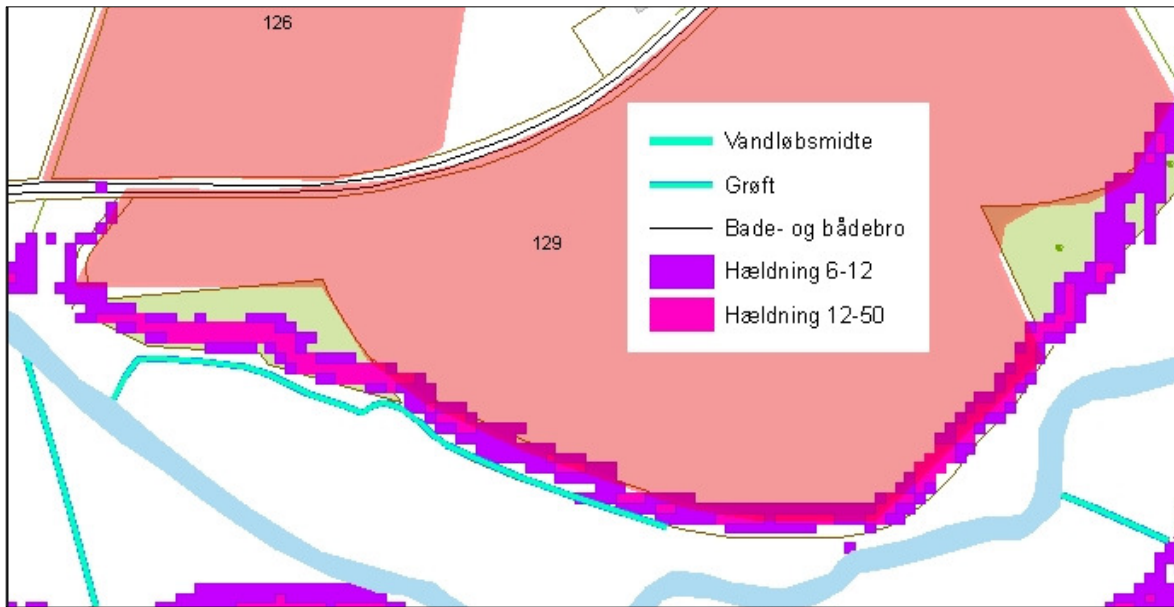 126
Vandløbsmidte
Grøft
Bade- og bådebro
129
Hældning 6-12
Hældning 12-50